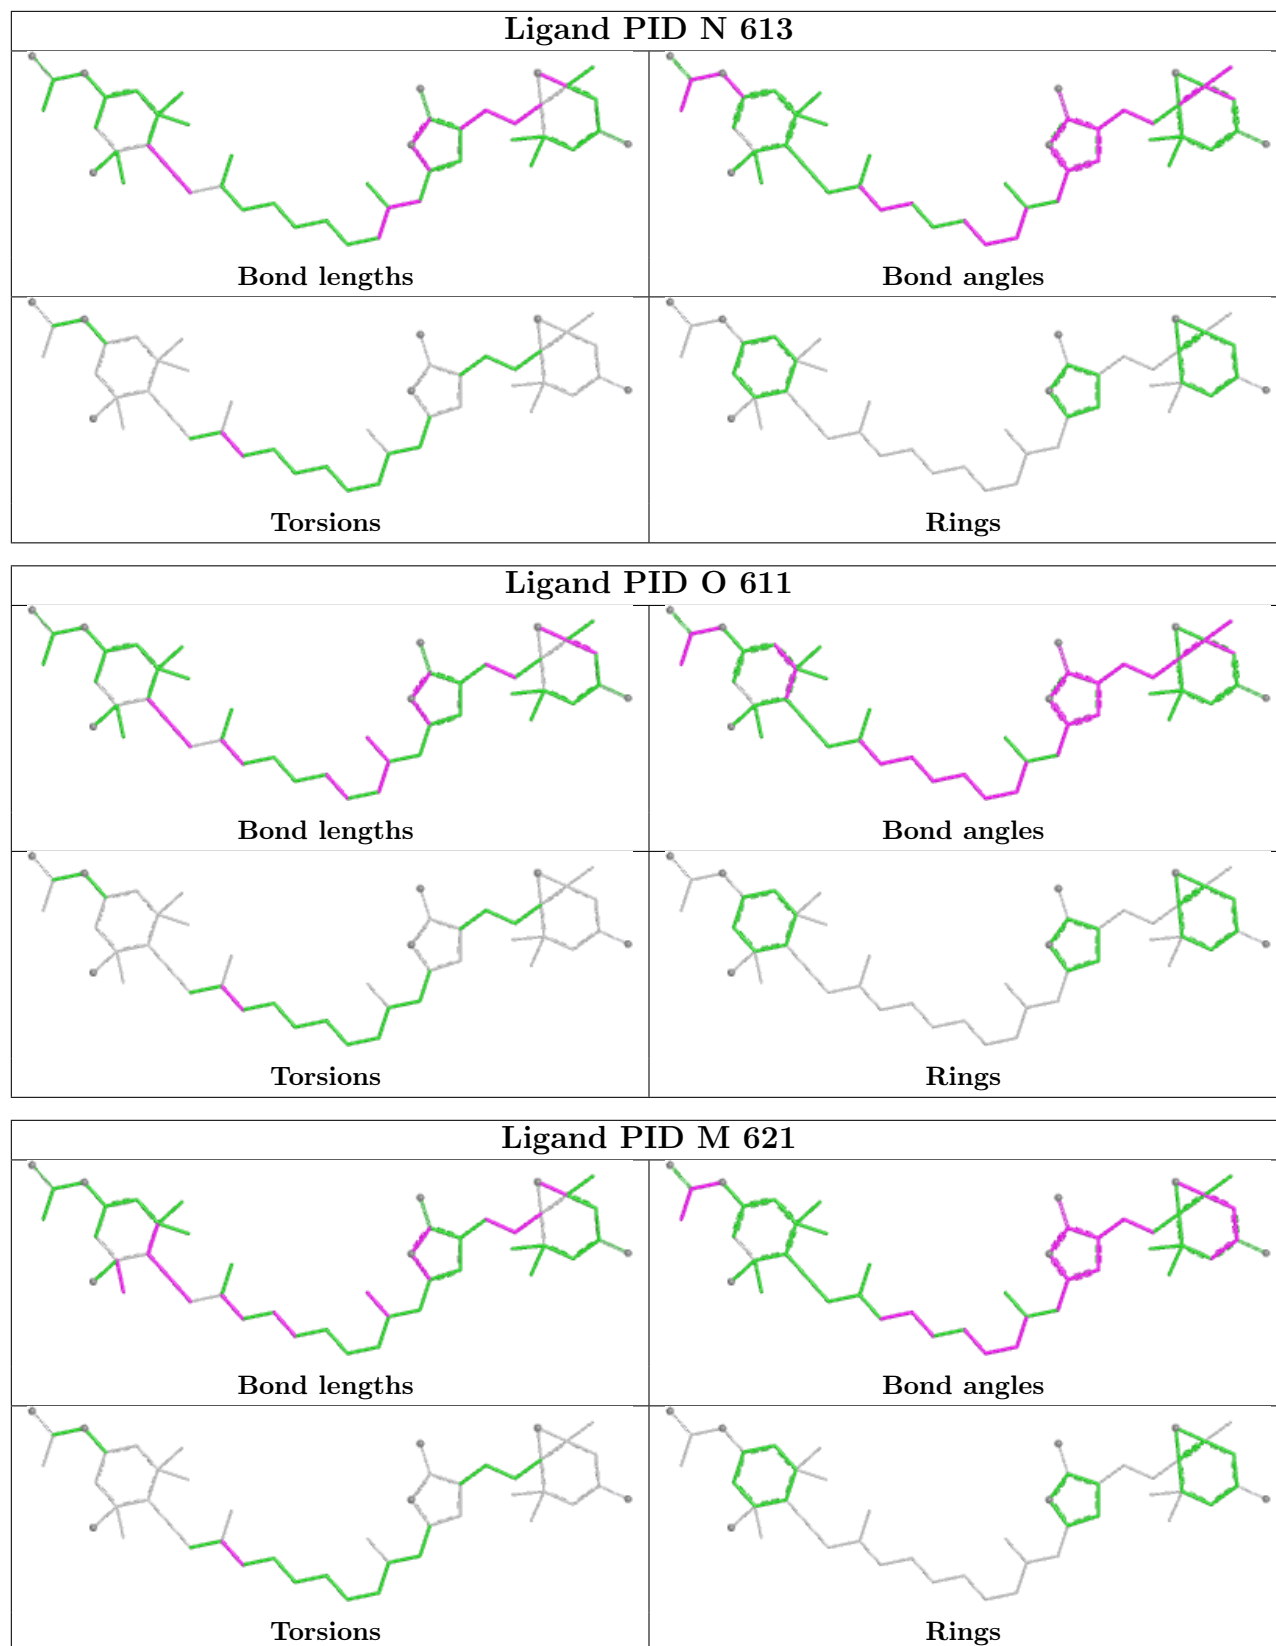 Ligand PID N 613
Bond lengths
Bond angles
Torsions
Rings
Ligand PID O 611
Bond lengths
Bond angles
Torsions
Rings
Ligand PID M 621
Bond lengths
Bond angles
Torsions
Rings